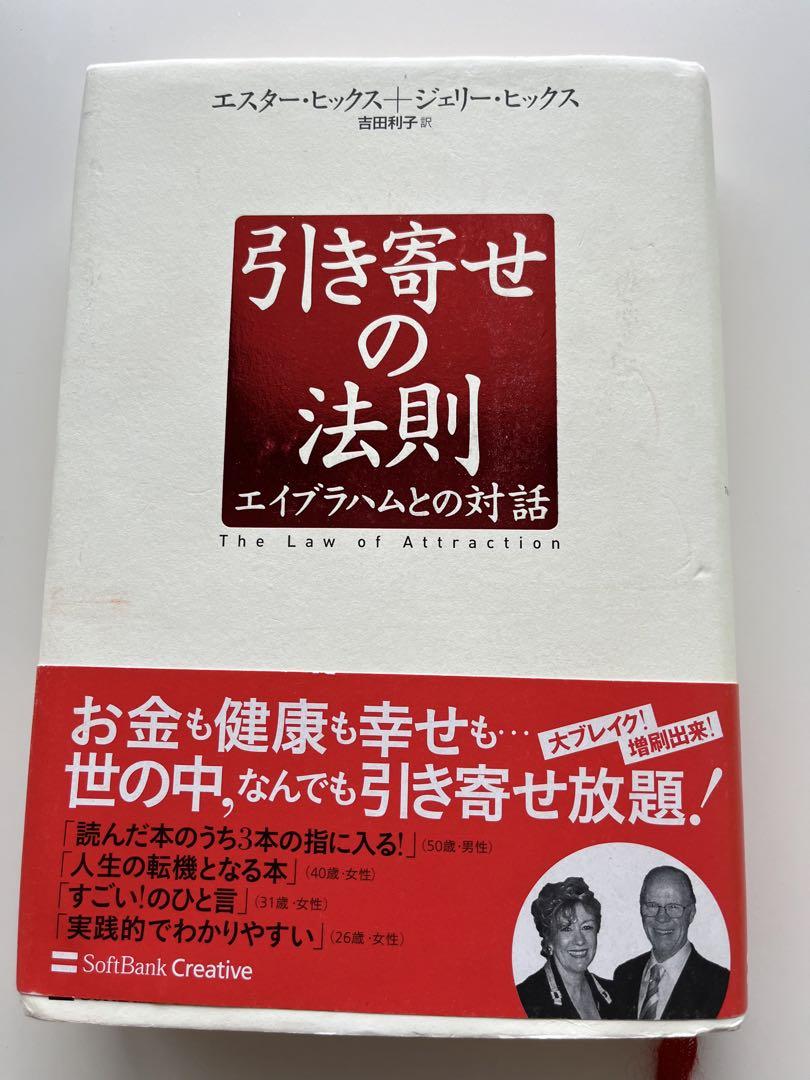 エスター・ヒックス+ジェリー・ヒックス
吉田利子 訳
引き寄せ
の
法則
エイブラハムとの対話
The Law of Attraction
お金も健康も幸せも…
大ブレイク!
増刷出来!
世の中,なんでも引き寄せ放題!
「読んだ本のうち3本の指に入る!」(50歳・男性)
「人生の転機となる本」(40歳・女性)
「すごい!のひと言」(31歳・女性)
「実践的でわかりやすい」(26歳・女性)
SoftBank Creative